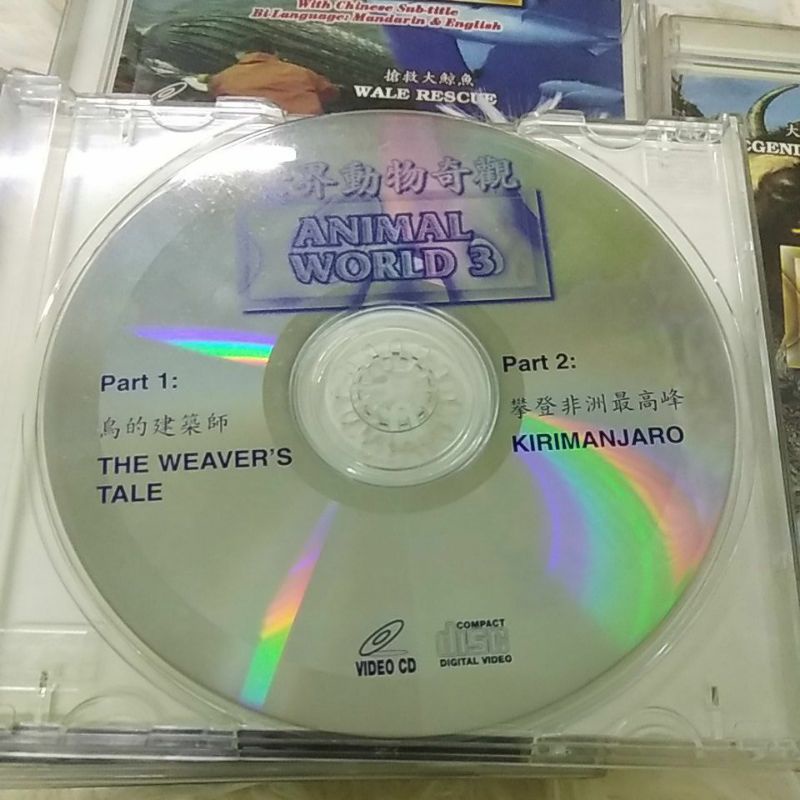 With Chinese Sub-title
Bi-Language: Mandarin & English
搶救大鯨魚
WALE RESCUE
大
界動物奇觀
ANIMAL
WORLD 3
Part 1:
鳥的建築師
THE WEAVER'S
TALE
Part 2:
攀登非洲最高峰
KIRIMANJARO
VIDEO CD
COMPACT
disc
DIGITAL VIDEO